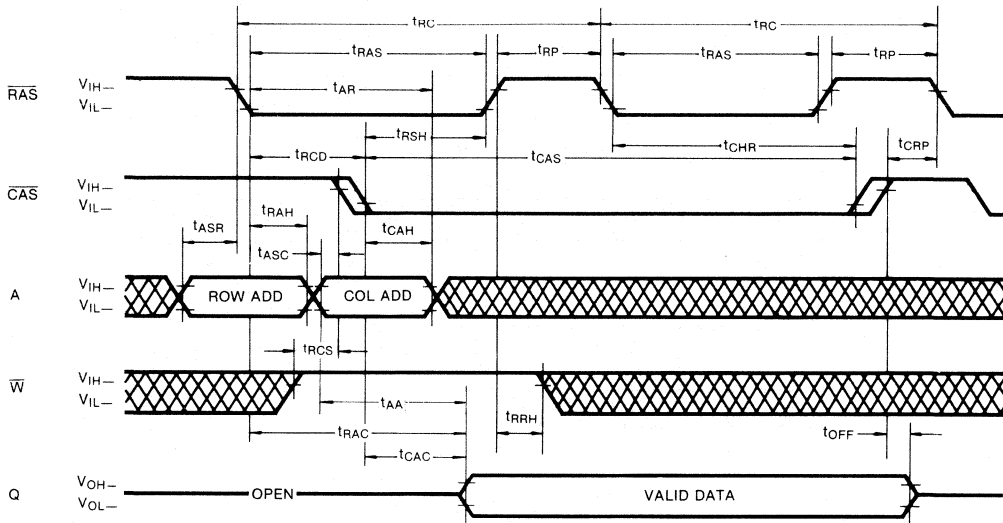 tRC tRC
tRAS tRP tRAS tRP
RAS VIH
VIL
tAR
tRSH
tRCD tCAS tCHR tCRP
CAS VIH
VIL
tASR tRAH tASC tCAH
A VIH
VIL
ROW ADD COL ADD
tRCS
W VIH
VIL
tAA tRRH tOFF
tRAC
tCAC
Q VOH
VOL
OPEN VALID DATA